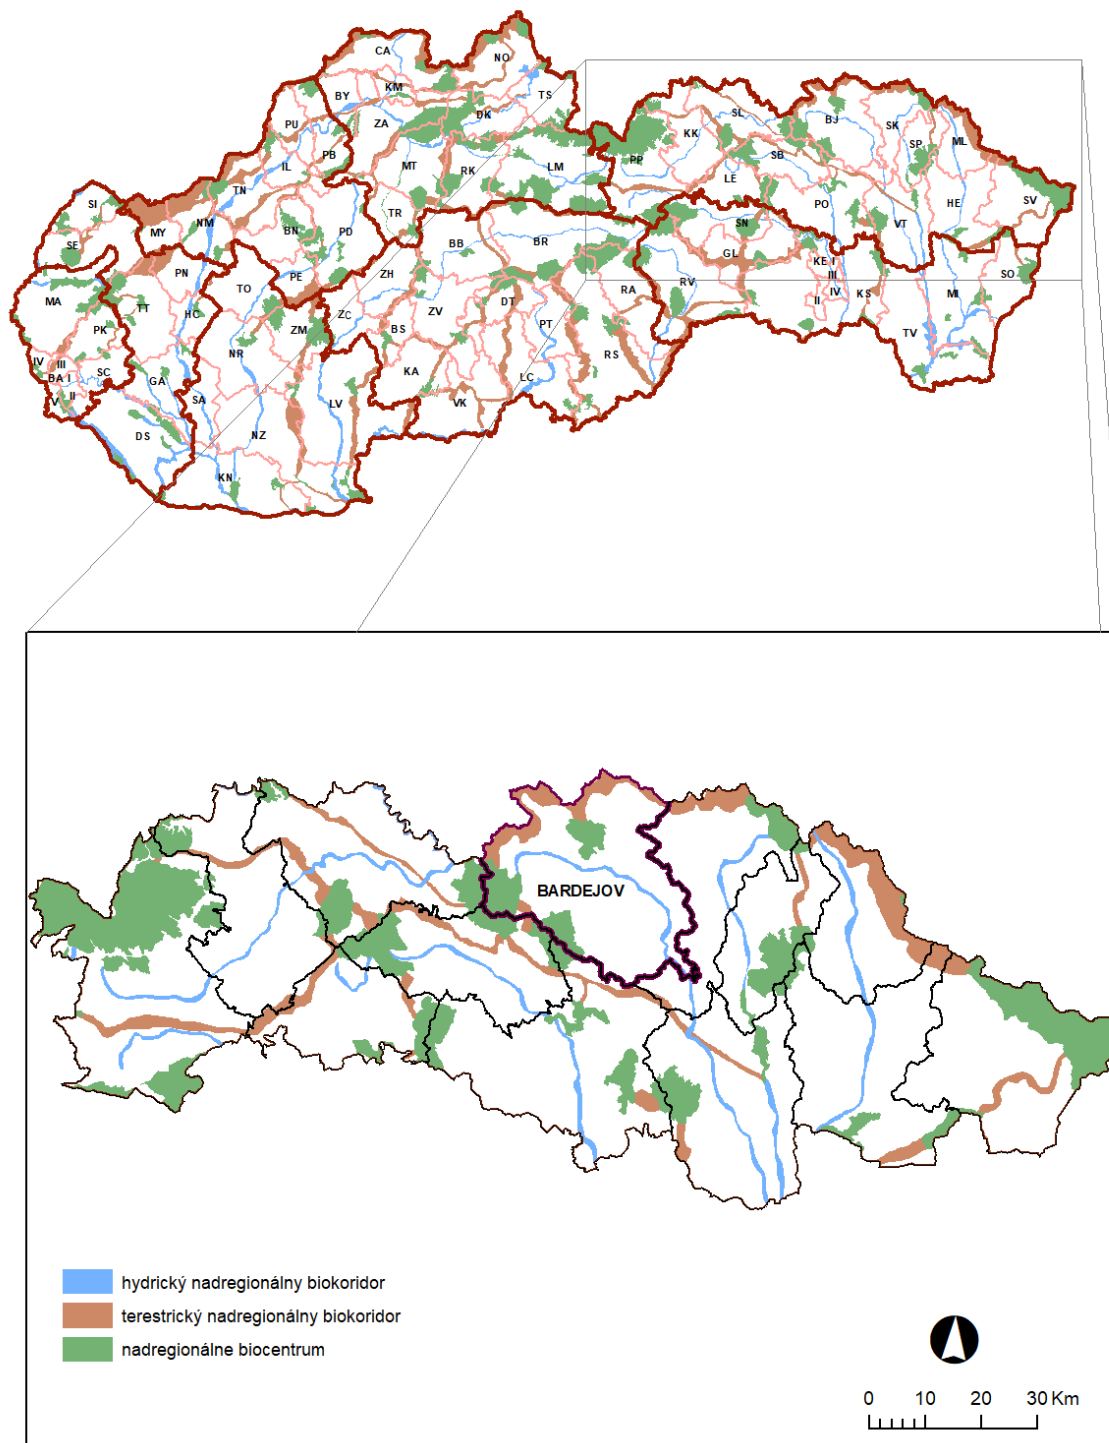 CA
NO
BY
KM
TS
ZA
DK
PU
PB
IL
MT
RK
LM
TN
TR
SI
NM
BN
PD
SE
MY
BB
BR
PN
TO
PE
ZH
MA
TT
HC
ZM
ZC
BS
ZV
DT
PT
PK
NR
IV
III
BA I
SC
GA
SA
KA
LC
RS
V
II
LV
VK
DS
NZ
KN
SL
BJ
SK
ML
KK
SP
PP
SB
LE
PO
HE
SV
SN
VT
GL
KE I
III
IV
II
KS
SO
RV
RA
MI
TV
BARDEJOV
hydrický nadregionálny biokoridor
terestrický nadregionálny biokoridor
nadregionálne biocentrum
0 10 20 30 Km